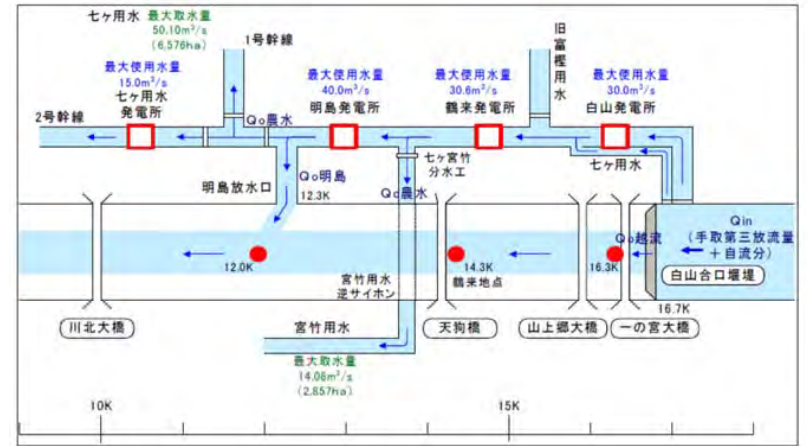 七ヶ用水 最大取水量
50.10m³/s
(6,576ha)
1号幹線
旧富樫用水
最大使用水量
15.0m³/s
七ヶ用水
発電所
最大使用水量
40.0m³/s
明島発電所
最大使用水量
30.6m³/s
鶴来発電所
最大使用水量
30.0m³/s
白山発電所
2号幹線
Qo農水
七ヶ宮竹
分水工
七ヶ用水
明島放水口
Qo明島
12.3K
Qo農水
Qin
(手取第三放流量
+自流分)
Qo越流
白山合口堰堤
12.0K
14.3K
鶴来地点
16.3K
16.7K
宮竹用水
逆サイホン
川北大橋
宮竹用水
天狗橋
山上郷大橋
一の宮大橋
最大取水量
14.06m³/s
(2,857ha)
10K
15K